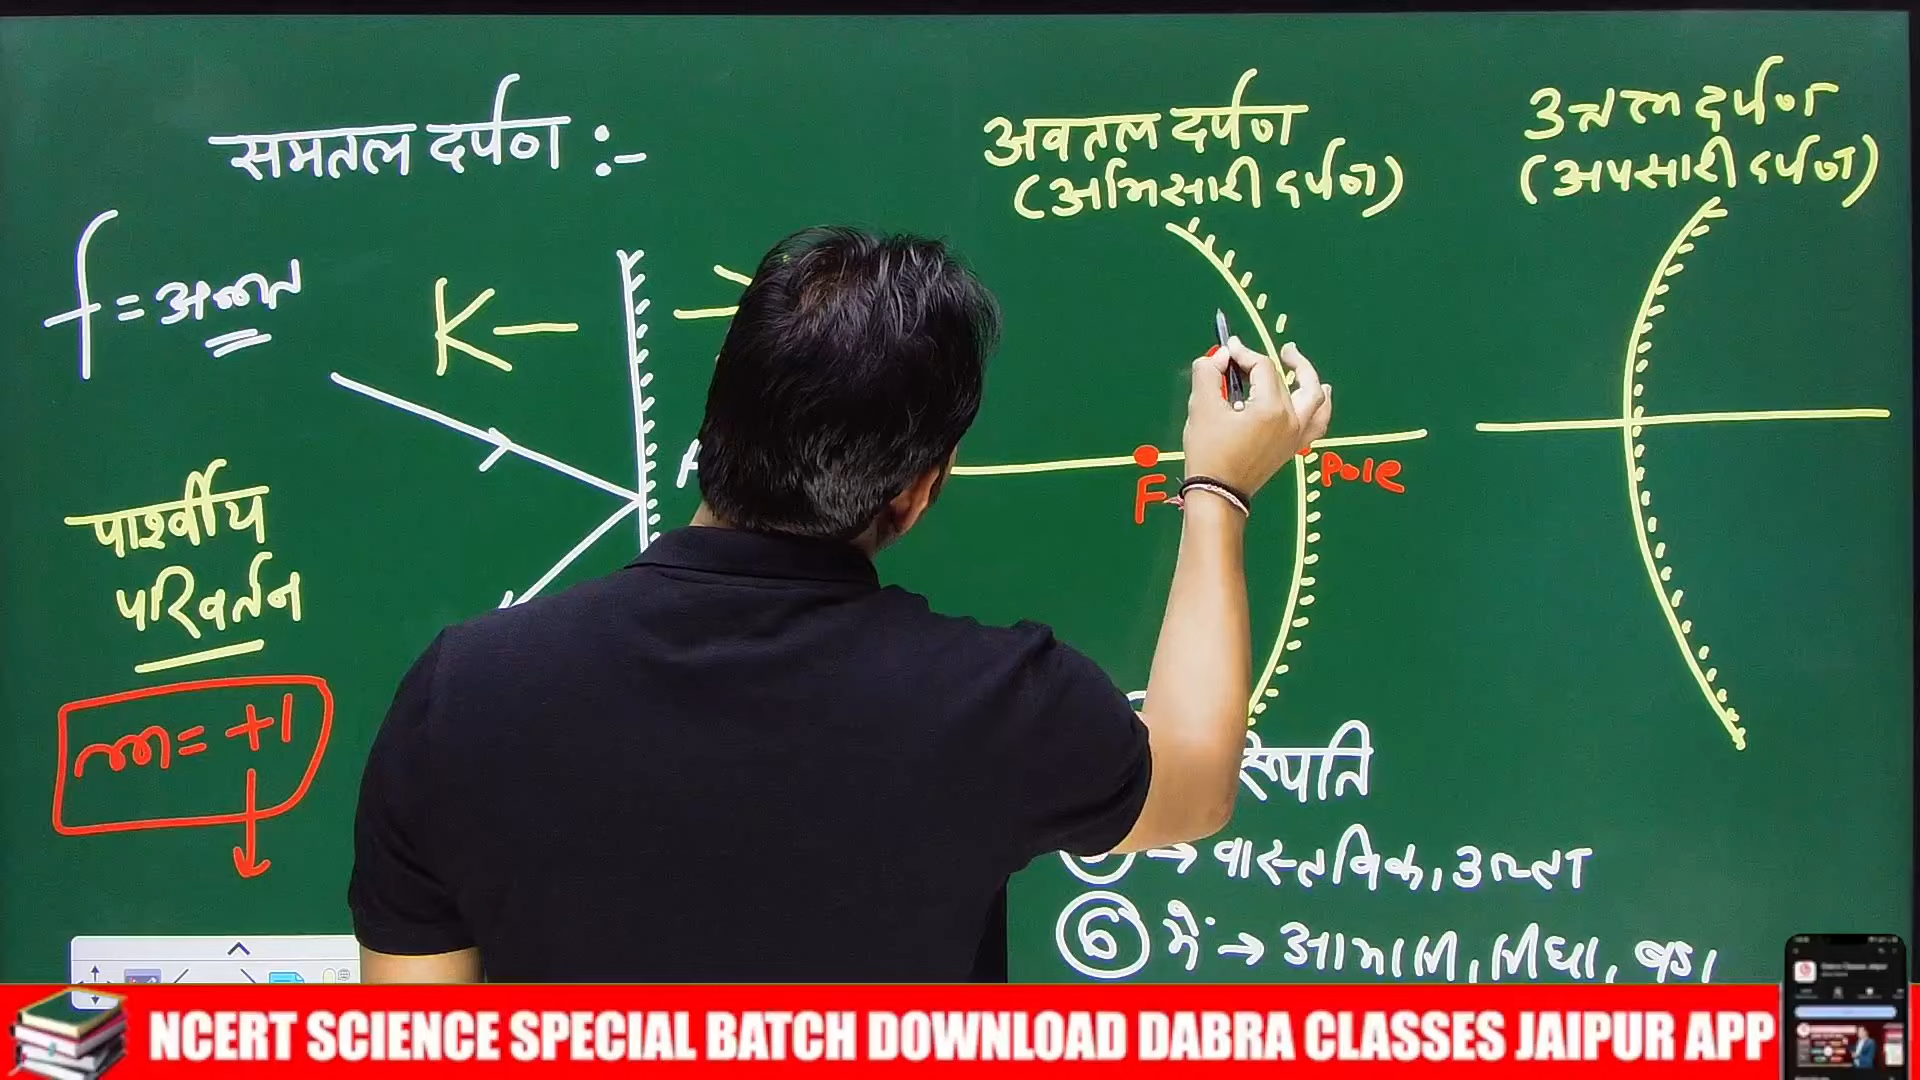 समतल दर्पण :-
f = अनन्त
K
पार्श्वीय
परिवर्तन
m = +1
अवतल दर्पण
(अभिसारी दर्पण)
F
Pole
उत्तल दर्पण
(अपसारी दर्पण)
स्थिति
→ वास्तविक, उल्टा
6 में → आभासी, सीधा, बड़ा
NCERT SCIENCE SPECIAL BATCH DOWNLOAD DABRA CLASSES JAIPUR APP